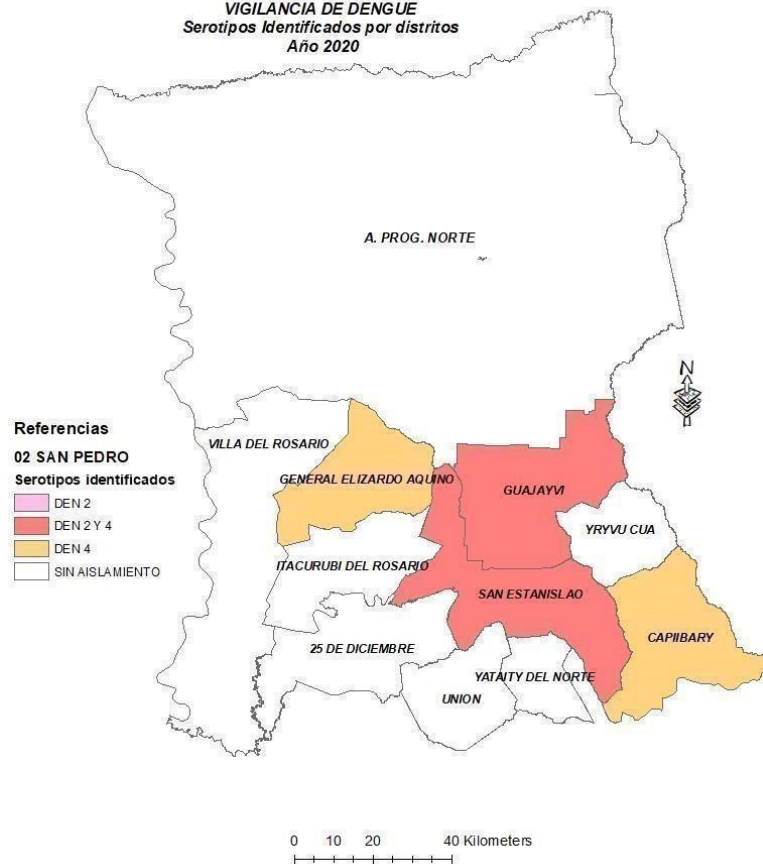 VIGILANCIA DE DENGUE
Serotipos Identificados por distritos
Año 2020
A. PROG. NORTE
N
Referencias
02 SAN PEDRO
Serotipos identificados
DEN 2
DEN 2 Y 4
DEN 4
SIN AISLAMIENTO
VILLA DEL ROSARIO
GENERAL ELIZARDO AQUINO
GUAJAYVI
YRYVU CUA
ITACURUBI DEL ROSARIO
SAN ESTANISLAO
CAPIIBARY
25 DE DICIEMBRE
YATAITY DEL NORTE
UNION
0 10 20 40 Kilometers